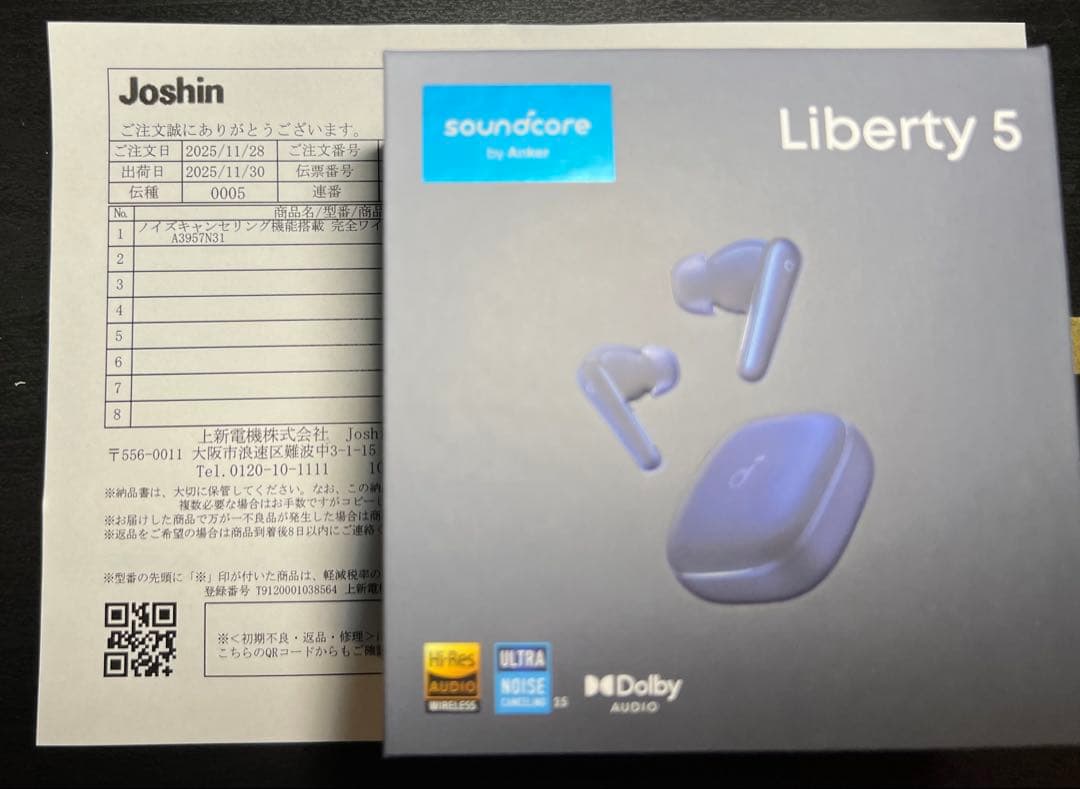 Joshin
ご注文誠にありがとうございます。
ご注文日 2025/11/28 ご注文番号
出荷日 2025/11/30 伝票番号
伝種 0005 連番
No. 商品名/型番/商品
1 ノイズキャンセリング機能搭載 完全ワイ
A3957N31
2
3
4
5
6
7
8
上新電機株式会社 Josh
〒556-0011 大阪市浪速区難波中3-1-15
Tel.0120-10-1111 10
※納品書は、大切に保管してください。なお、この納
複数必要な場合はお手数ですがコピー
※お届けした商品で万が一不良品が発生した場合は商
※返品をご希望の場合は商品到着後8日以内にご連絡
※型番の先頭に「※」印が付いた商品は、軽減税率の
登録番号 T9120001038564 上新電
※<初期不良・返品・修理>に
こちらのQRコードからもご確認
soundcore
by Anker
Liberty 5
Hi-Res
AUDIO
WIRELESS
ULTRA
NOISE
CANCELING 3.5
Dolby
AUDIO